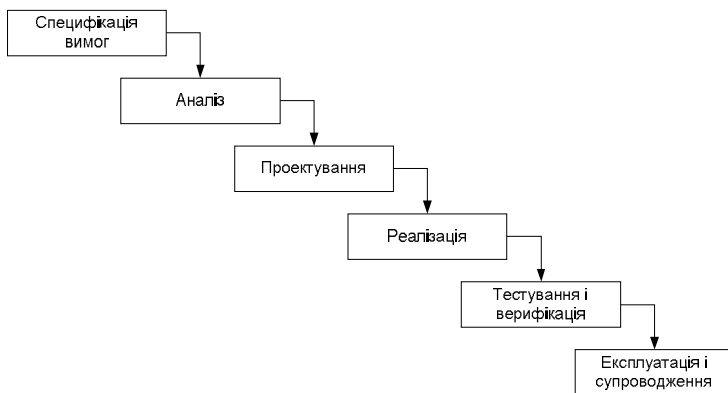 Специфікація
вимог
Аналіз
Проектування
Реалізація
Тестування і
верифікація
Експлуатація і
супроводження